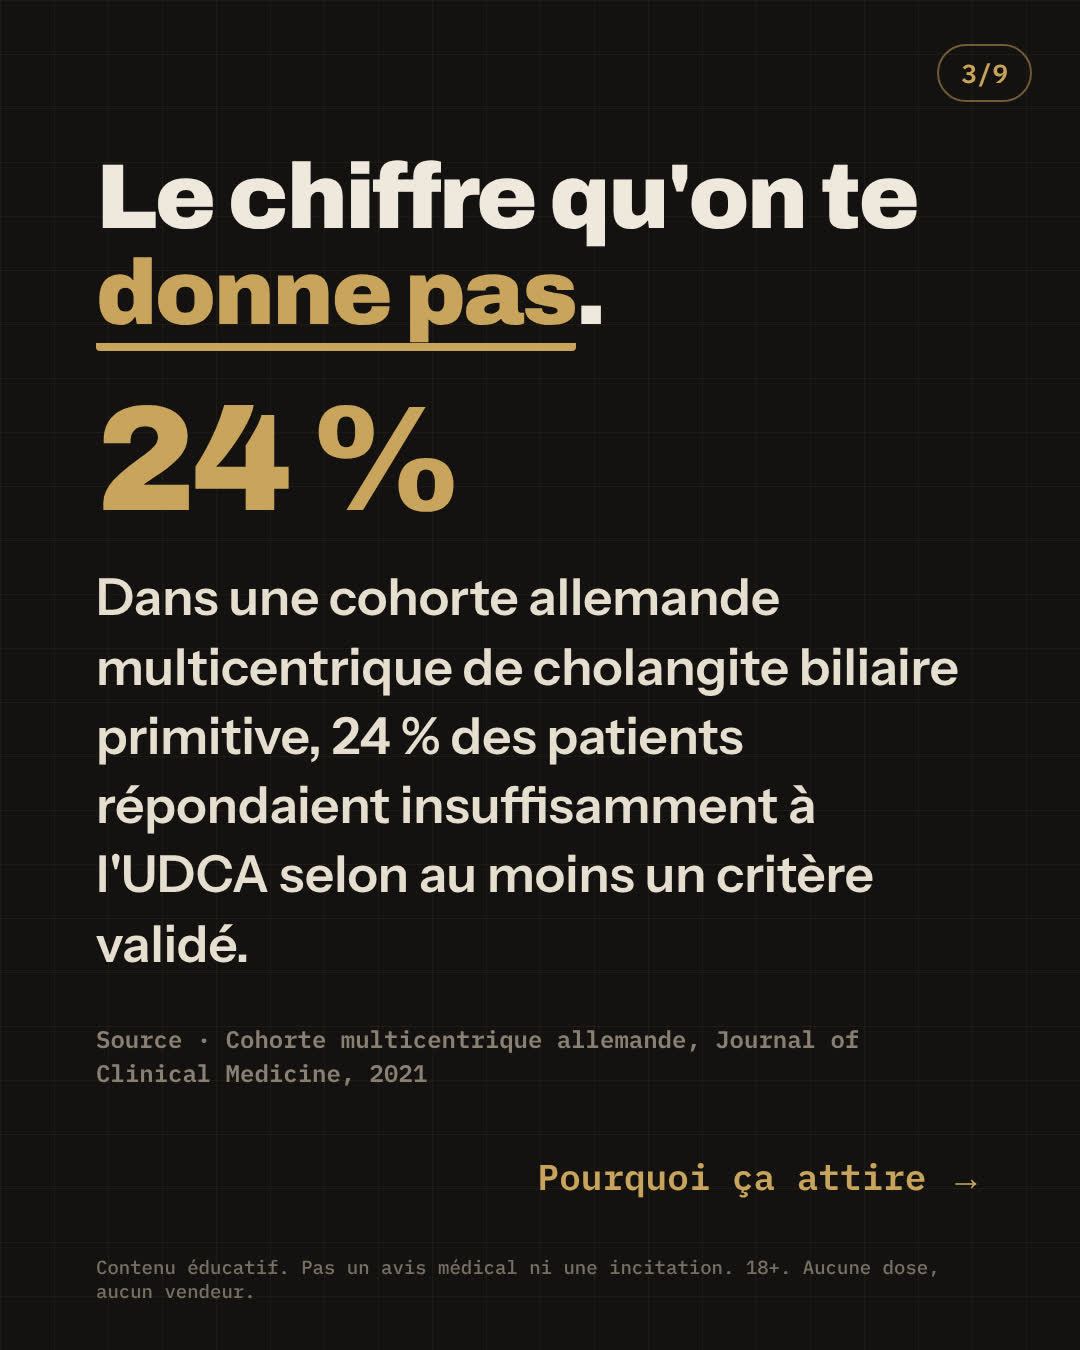 3/9
Le chiffre qu'on te
donne pas.
24 %
Dans une cohorte allemande
multicentrique de cholangite biliaire
primitive, 24 % des patients
répondaient insuffisamment à
l'UDCA selon au moins un critère
validé.
Source · Cohorte multicentrique allemande, Journal of
Clinical Medicine, 2021
Pourquoi ça attire →
Contenu éducatif. Pas un avis médical ni une incitation. 18+. Aucune dose,
aucun vendeur.